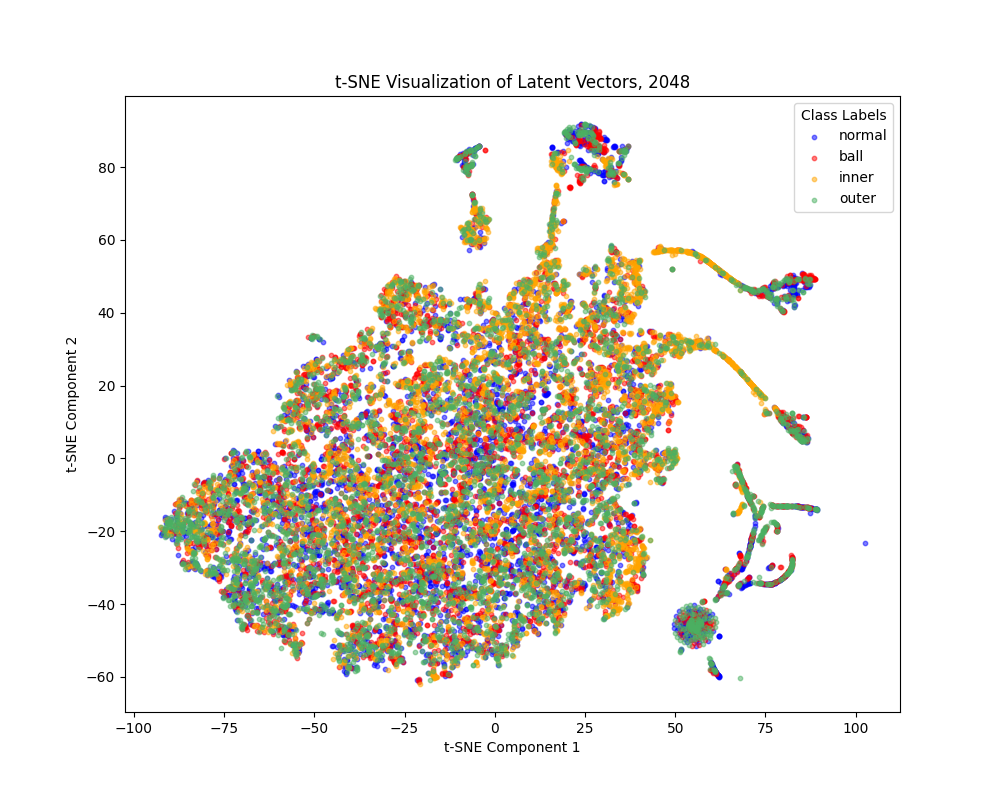 t-SNE Visualization of Latent Vectors, 2048
Class Labels
normal
ball
inner
outer
80
60
40
20
0
−20
−40
−60
t-SNE Component 2
−100
−75
−50
−25
0
25
50
75
100
t-SNE Component 1